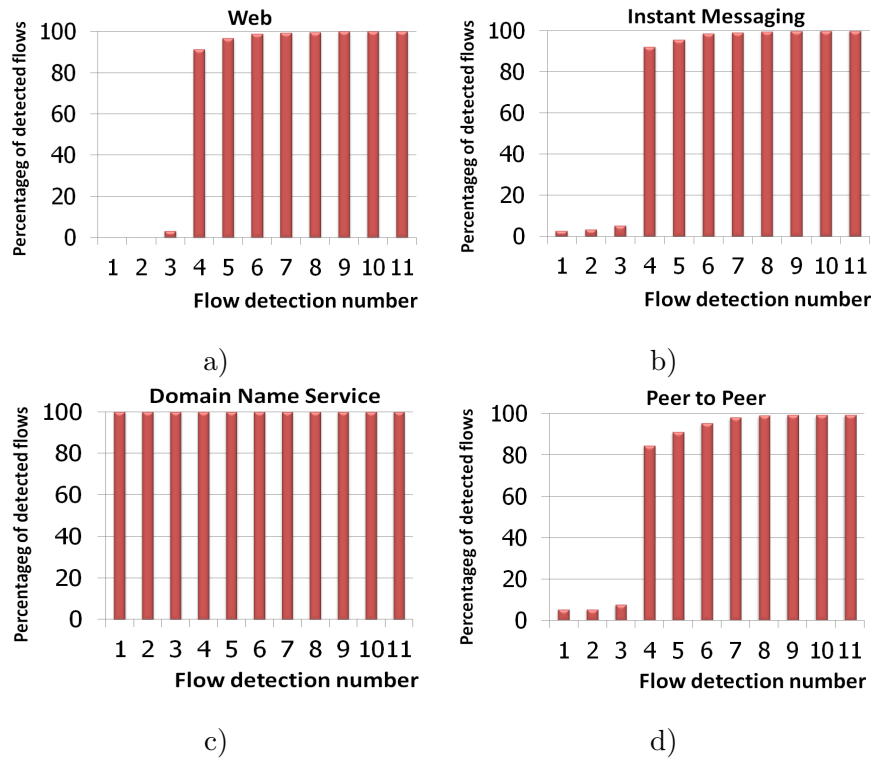 Web
Percentageg of detected flows
100
80
60
40
20
0
1 2 3 4 5 6 7 8 9 10 11
Flow detection number
a)
Instant Messaging
Percentageg of detected flows
100
80
60
40
20
0
1 2 3 4 5 6 7 8 9 10 11
Flow detection number
b)
Domain Name Service
Percentageg of detected flows
100
80
60
40
20
0
1 2 3 4 5 6 7 8 9 10 11
Flow detection number
c)
Peer to Peer
Percentageg of detected flows
100
80
60
40
20
0
1 2 3 4 5 6 7 8 9 10 11
Flow detection number
d)